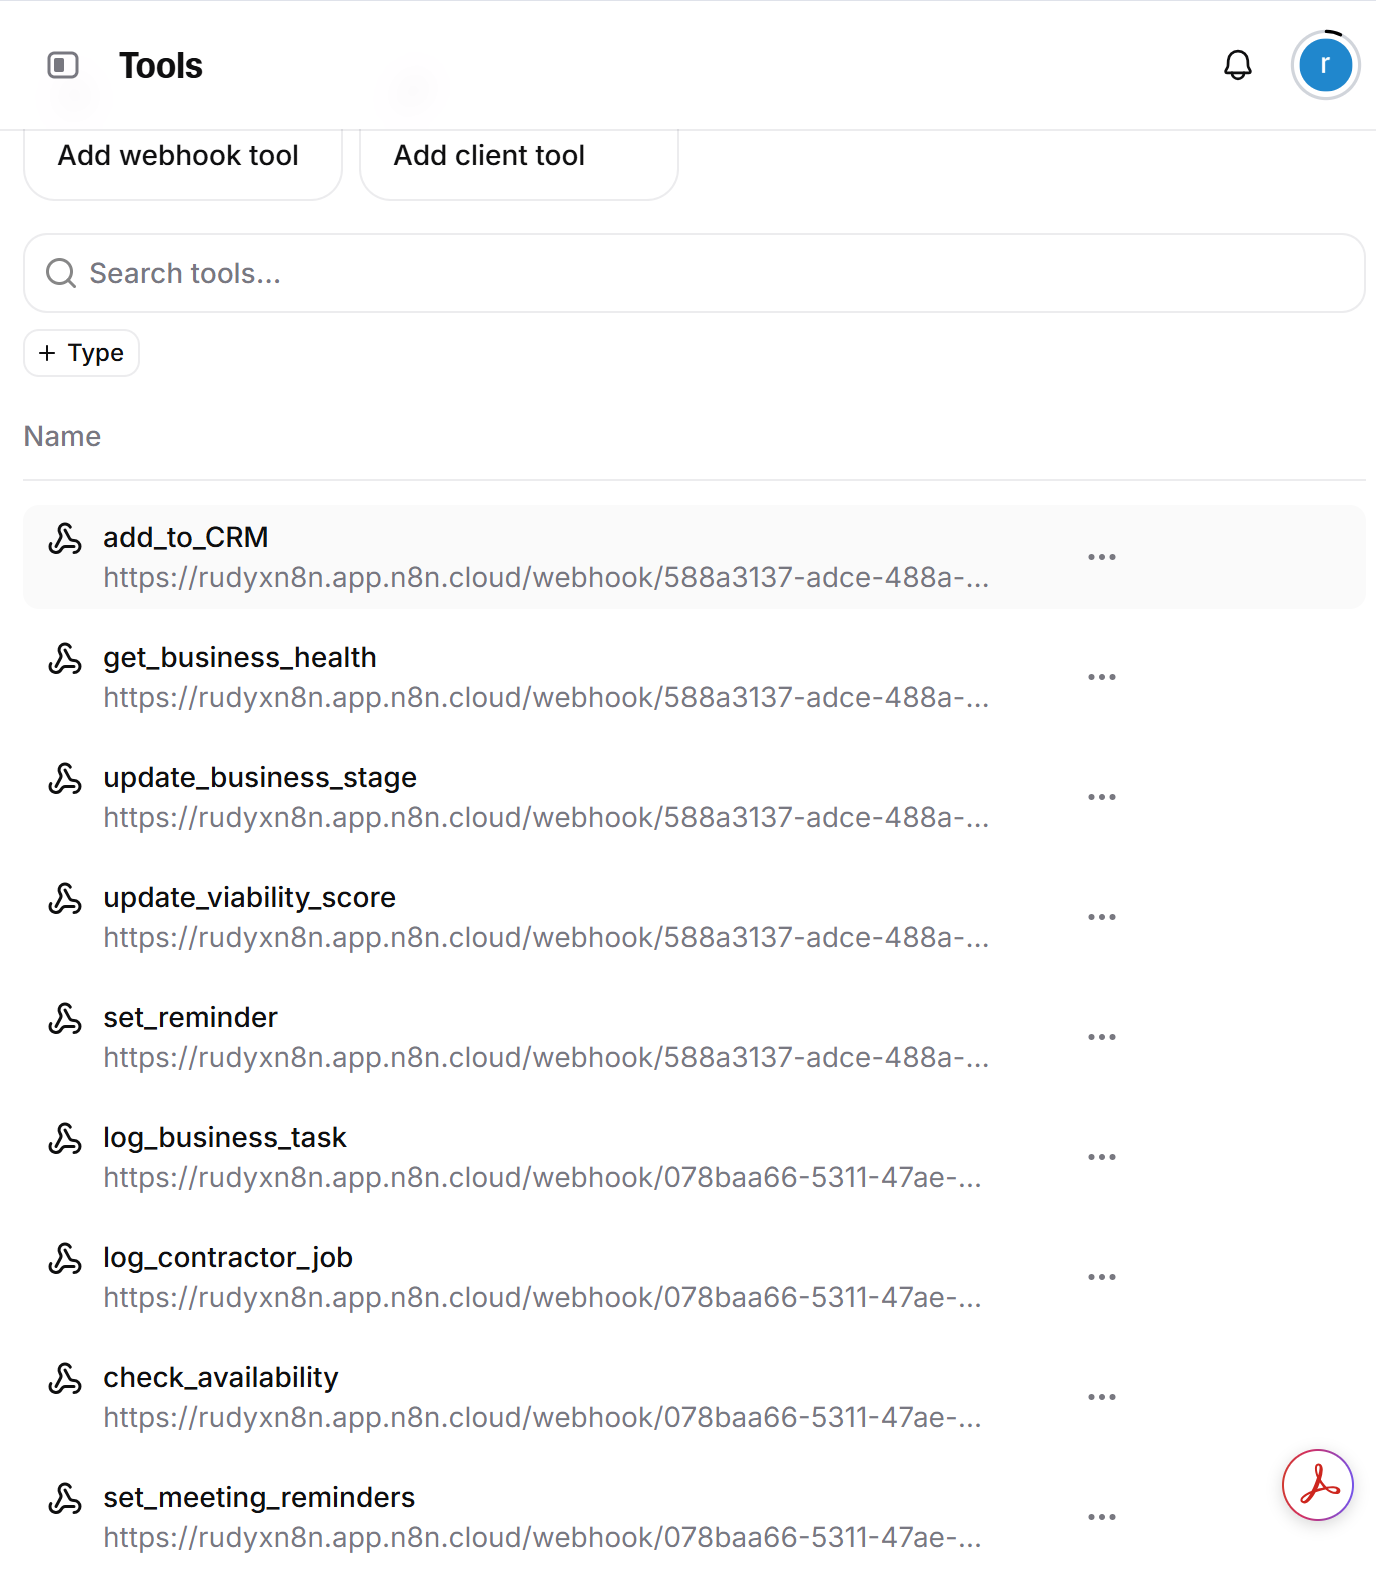 Tools
r
Add webhook tool
Add client tool
Search tools...
+ Type
Name
add_to_CRM
https://rudyxn8n.app.n8n.cloud/webhook/588a3137-adce-488a-...
get_business_health
https://rudyxn8n.app.n8n.cloud/webhook/588a3137-adce-488a-...
update_business_stage
https://rudyxn8n.app.n8n.cloud/webhook/588a3137-adce-488a-...
update_viability_score
https://rudyxn8n.app.n8n.cloud/webhook/588a3137-adce-488a-...
set_reminder
https://rudyxn8n.app.n8n.cloud/webhook/588a3137-adce-488a-...
log_business_task
https://rudyxn8n.app.n8n.cloud/webhook/078baa66-5311-47ae-...
log_contractor_job
https://rudyxn8n.app.n8n.cloud/webhook/078baa66-5311-47ae-...
check_availability
https://rudyxn8n.app.n8n.cloud/webhook/078baa66-5311-47ae-...
set_meeting_reminders
https://rudyxn8n.app.n8n.cloud/webhook/078baa66-5311-47ae-...